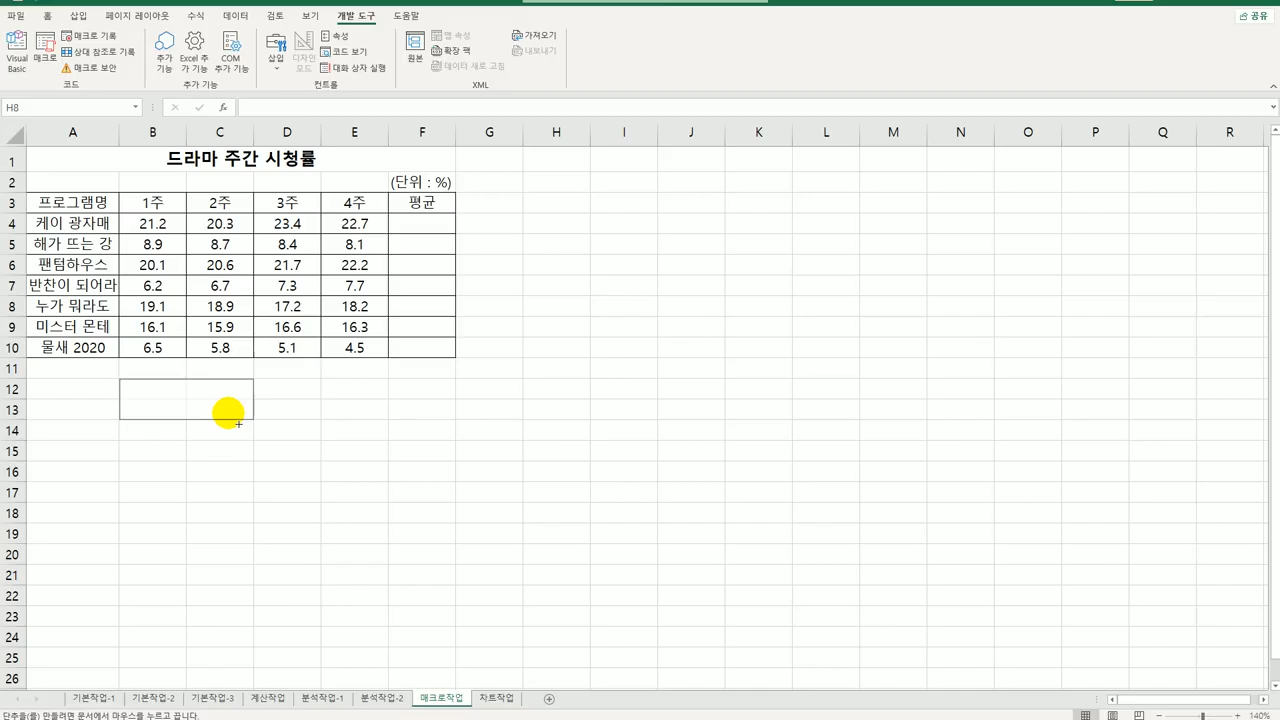 파일 홈 삽입 페이지 레이아웃 수식 데이터 검토 보기 개발 도구 도움말 공유
Visual Basic
매크로
매크로 기록
상대 참조로 기록
매크로 보안
코드
추가 기능
Excel 추가 기능
COM 추가 기능
추가 기능
삽입
디자인 모드
속성
코드 보기
대화 상자 실행
컨트롤
원본
맵 속성
확장 팩
데이터 새로 고침
가져오기
내보내기
XML
H8 fx
A B C D E F G H I J K L M N O P Q R
1 드라마 주간 시청률
2 (단위 : %)
3 프로그램명 1주 2주 3주 4주 평균
4 케이 광자매 21.2 20.3 23.4 22.7
5 해가 뜨는 강 8.9 8.7 8.4 8.1
6 팬텀하우스 20.1 20.6 21.7 22.2
7 반찬이 되어라 6.2 6.7 7.3 7.7
8 누가 뭐라도 19.1 18.9 17.2 18.2
9 미스터 몬테 16.1 15.9 16.6 16.3
10 물새 2020 6.5 5.8 5.1 4.5
11
12
13
14
15
16
17
18
19
20
21
22
23
24
25
26
기본작업-1 기본작업-2 기본작업-3 계산작업 분석작업-1 분석작업-2 매크로작업 차트작업
단추을(를) 만들려면 문서에서 마우스를 누르고 끕니다. 140%